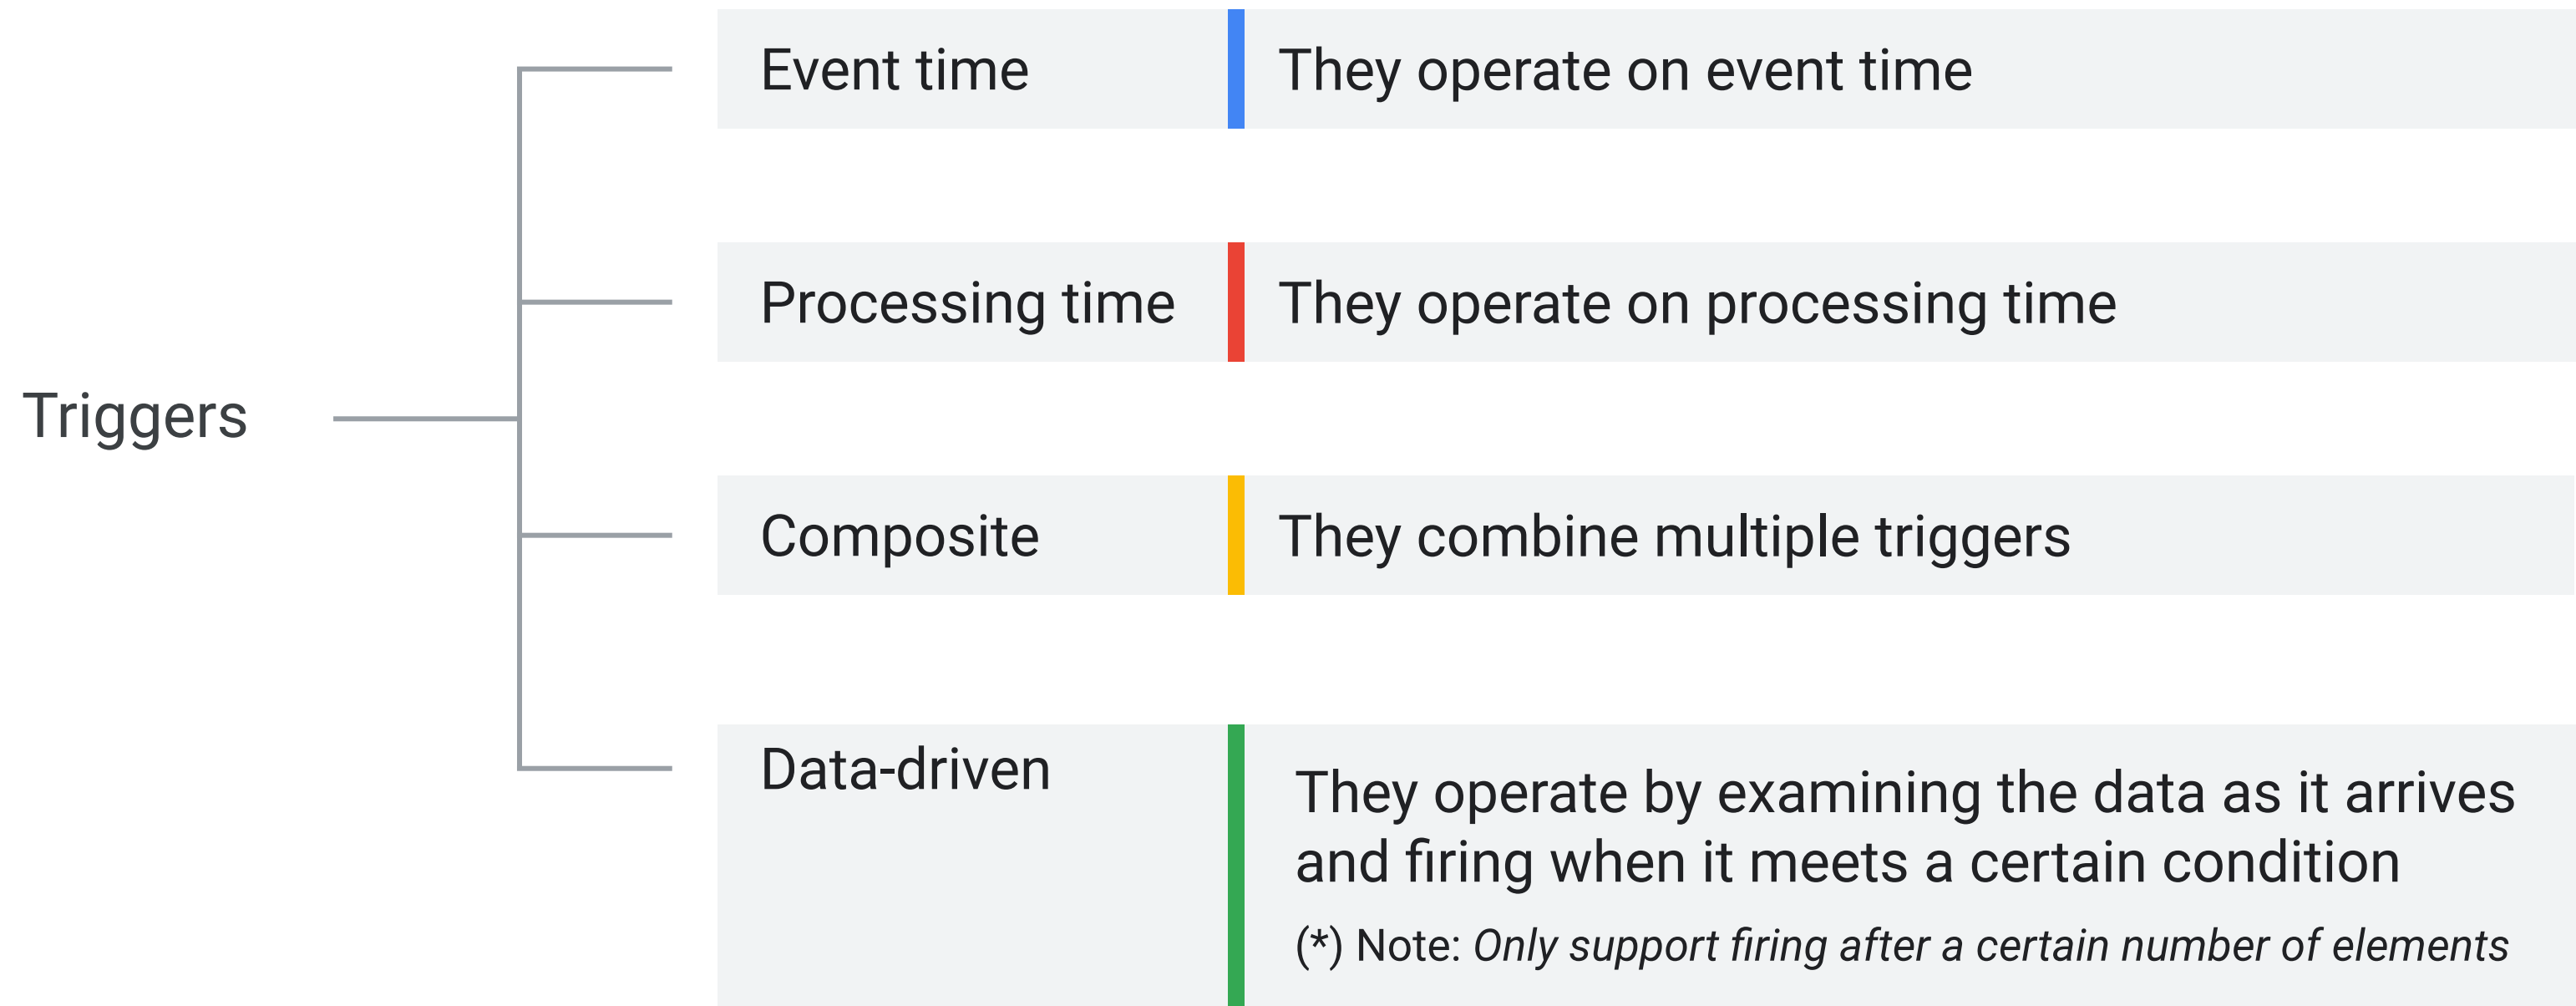 Triggers
Event time
They operate on event time
Processing time
They operate on processing time
Composite
They combine multiple triggers
Data-driven
They operate by examining the data as it arrives
and firing when it meets a certain condition
(*) Note: Only support firing after a certain number of elements